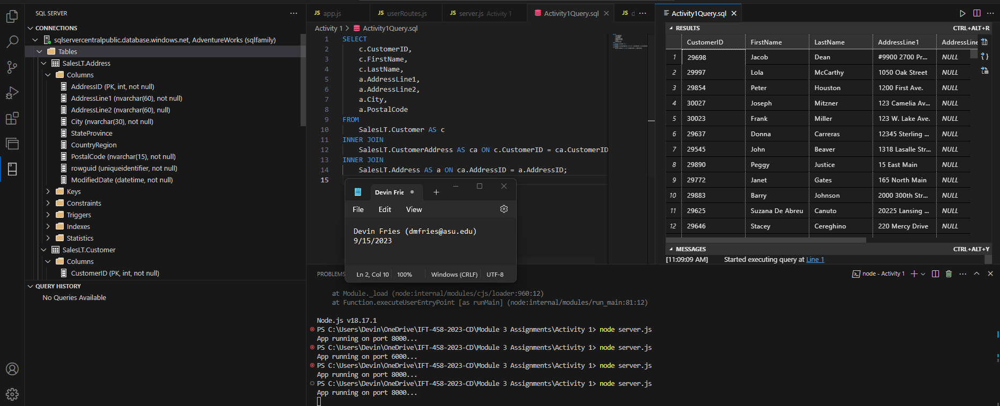 SQL SERVER
CONNECTIONS
sqlservercentralpublic.database.windows.net, AdventureWorks (sqlfamily)
Tables
SalesLT.Address
Columns
AddressID (PK, int, not null)
AddressLine1 (nvarchar(60), not null)
AddressLine2 (nvarchar(60), null)
City (nvarchar(30), not null)
StateProvince
CountryRegion
PostalCode (nvarchar(15), not null)
rowguid (uniqueidentifier, not null)
ModifiedDate (datetime, not null)
Keys
Constraints
Triggers
Indexes
Statistics
SalesLT.Customer
Columns
CustomerID (PK, int, not null)
QUERY HISTORY
No Queries Available
JS app.js JS userRoutes.js JS server.js Activity 1 Activity1Query.sql JS d
Activity 1 > Activity1Query.sql
1 SELECT
2 c.CustomerID,
3 c.FirstName,
4 c.LastName,
5 a.AddressLine1,
6 a.AddressLine2,
7 a.City,
8 a.PostalCode
9 FROM
10 SalesLT.Customer AS c
11 INNER JOIN
12 SalesLT.CustomerAddress AS ca ON c.CustomerID = ca.CustomerID
13 INNER JOIN
14 SalesLT.Address AS a ON ca.AddressID = a.AddressID;
15
Devin Frie
File Edit View
Devin Fries (dmfries@asu.edu)
9/15/2023
Ln 2, Col 10 100% Windows (CRLF) UTF-8
Activity1Query.sql
RESULTS CTRL+ALT+R
CustomerID FirstName LastName AddressLine1 AddressLine
1 29698 Jacob Dean #9900 2700 Pr... NULL
2 29997 Lola McCarthy 1050 Oak Street NULL
3 29854 Peter Houston 1200 First Ave. NULL
4 30027 Joseph Mitzner 123 Camelia Av... NULL
5 30023 Frank Miller 123 W. Lake Ave. NULL
6 29637 Donna Carreras 12345 Sterling ... NULL
7 29545 John Beaver 1318 Lasalle Str... NULL
8 29890 Peggy Justice 15 East Main NULL
9 29772 Janet Gates 165 North Main NULL
10 29883 Barry Johnson 2000 300th Str... NULL
11 29625 Suzana De Abreu Canuto 20225 Lansing ... NULL
12 29646 Stacey Cereghino 220 Mercy Drive NULL
MESSAGES CTRL+ALT+Y
[11:09:09 AM] Started executing query at Line 1
PROBLEMS node - Activity 1
at Module._load (node:internal/modules/cjs/loader:960:12)
at Function.executeUserEntryPoint [as runMain] (node:internal/modules/run_main:81:12)
Node.js v18.17.1
PS C:\Users\Devin\OneDrive\IFT-458-2023-CD\Module 3 Assignments\Activity 1> node server.js
App running on port 8000...
PS C:\Users\Devin\OneDrive\IFT-458-2023-CD\Module 3 Assignments\Activity 1> node server.js
App running on port 6000...
PS C:\Users\Devin\OneDrive\IFT-458-2023-CD\Module 3 Assignments\Activity 1> node server.js
App running on port 8000...
PS C:\Users\Devin\OneDrive\IFT-458-2023-CD\Module 3 Assignments\Activity 1> node server.js
App running on port 8000...